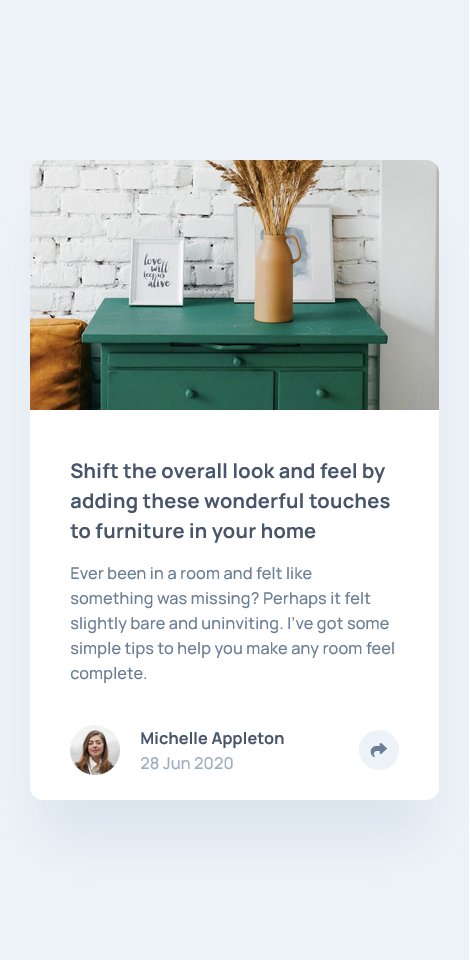 love
will
keep us
alive
Shift the overall look and feel by
adding these wonderful touches
to furniture in your home
Ever been in a room and felt like
something was missing? Perhaps it felt
slightly bare and uninviting. I’ve got some
simple tips to help you make any room feel
complete.
Michelle Appleton
28 Jun 2020